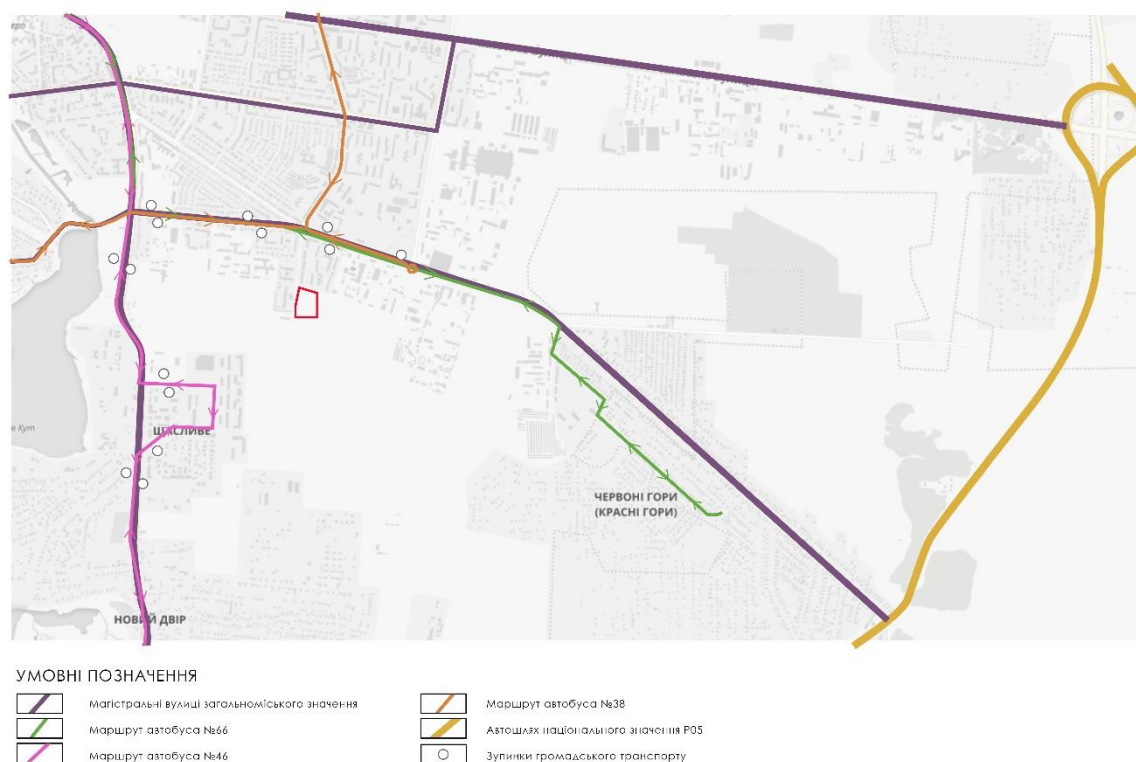 ЩАСЛИВЕ
ЧЕРВОНІ ГОРИ
(КРАСНІ ГОРИ)
НОВИЙ ДВІР
УМОВНІ ПОЗНАЧЕННЯ
Магістральні вулиці загальноміського значення
Маршрут автобуса №66
Маршрут автобуса №46
Маршрут автобуса №38
Автошлях національного значення Р05
Зупинки громадського транспорту